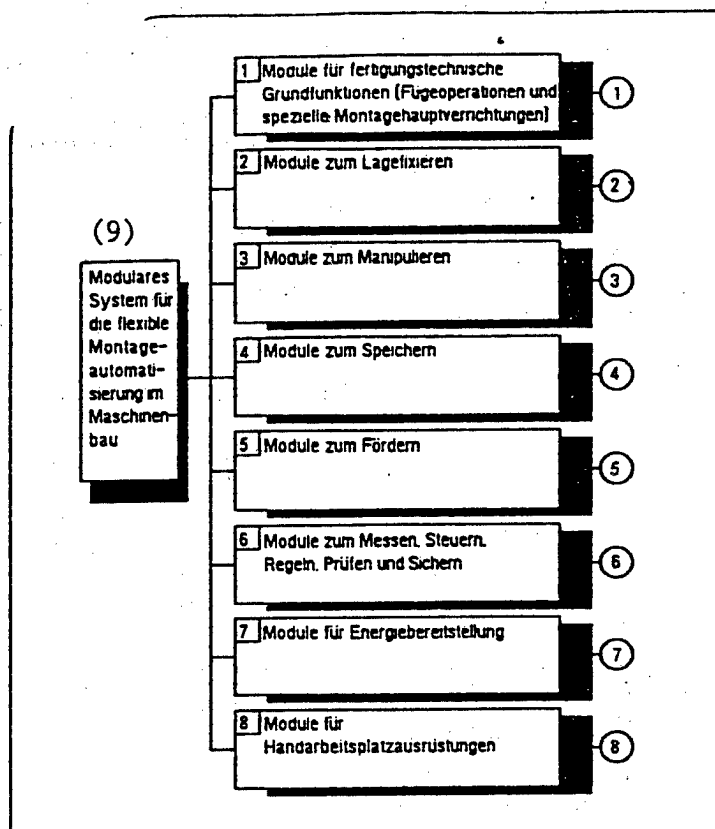 (9)
Modulares
System für
die flexible
Montage-
automati-
sierung im
Maschinen
bau
1 Module für fertigungstechnische
Grundfunktionen (Fügeoperationen und
spezielle Montagehauptverrichtungen)
1
2 Module zum Lagefixieren
2
3 Module zum Manipulieren
3
4 Module zum Speichern
4
5 Module zum Fördern
5
6 Module zum Messen, Steuern,
Regeln, Prüfen und Sichern
6
7 Module für Energiebereitstellung
7
8 Module für
Handarbeitsplatzausrüstungen
8